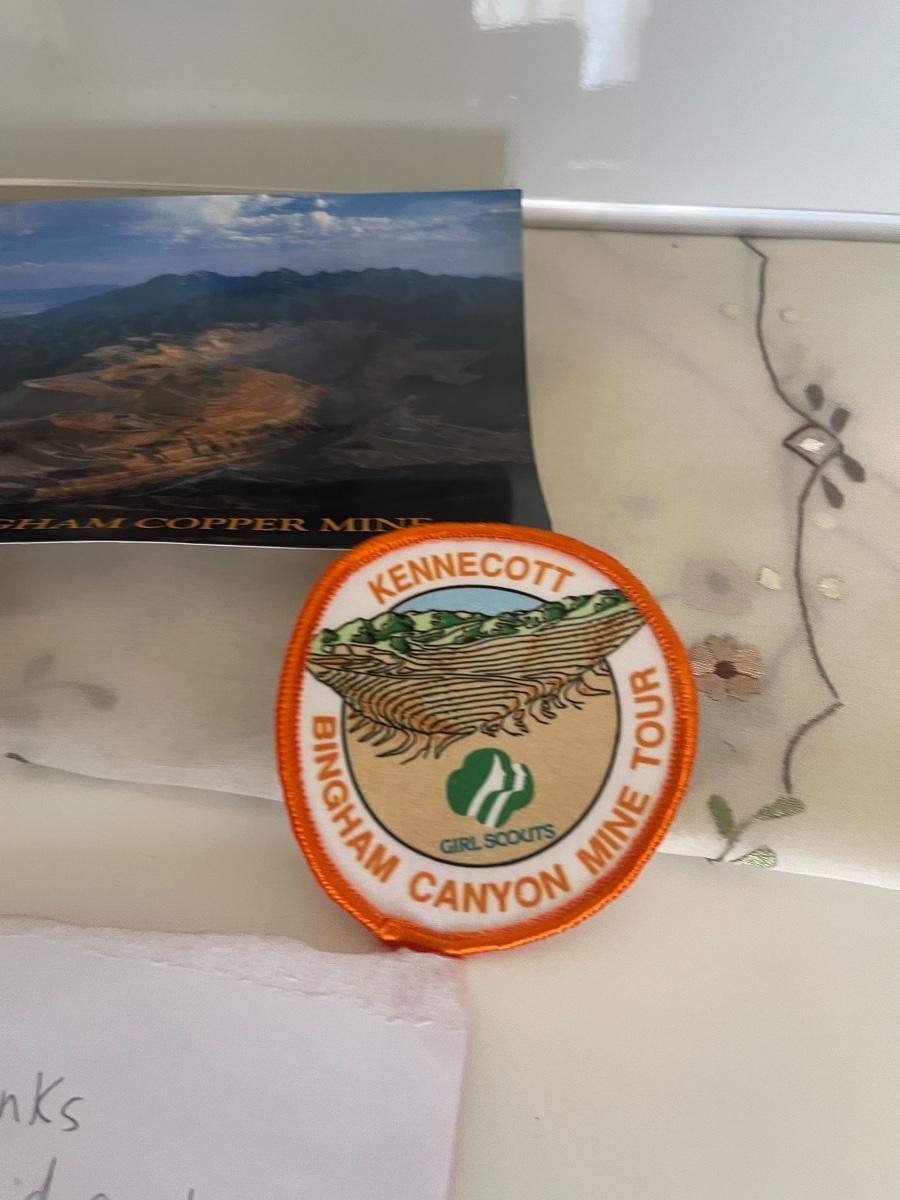 GHAM COPPER MINE
KENNECOTT
BINGHAM CANYON MINE TOUR
GIRL SCOUTS
nks